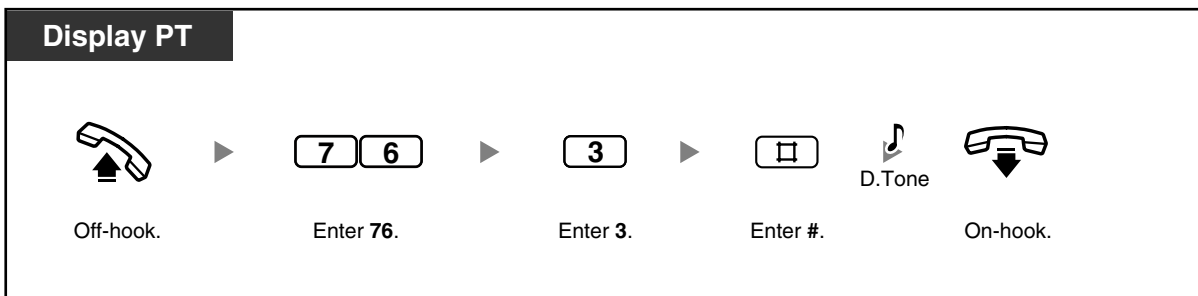 Display PT
7 6 3 #
D.Tone
Off-hook. Enter 76. Enter 3. Enter #. On-hook.